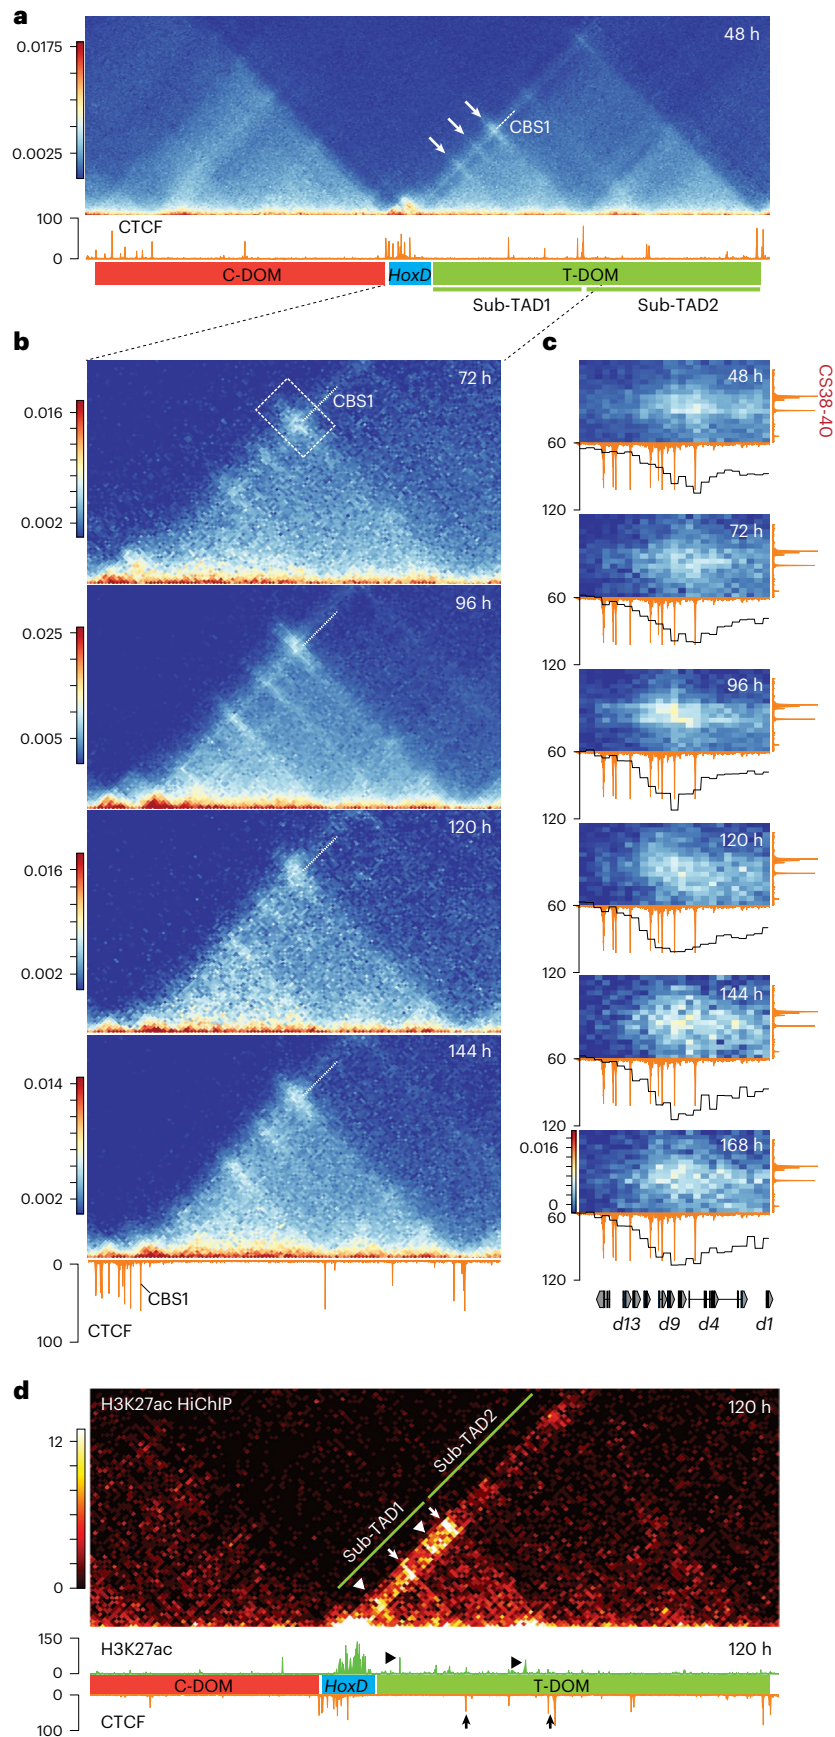 a
48 h
0.0175
0.0025
CBS1
100
0
CTCF
C-DOM
HoxD
T-DOM
Sub-TAD1
Sub-TAD2
b
72 h
CBS1
0.016
0.002
96 h
0.025
0.005
120 h
0.016
0.002
144 h
0.014
0.002
0
CBS1
CTCF
100
c
48 h
CS38-40
60
120
72 h
60
120
96 h
60
120
120 h
60
120
144 h
60
120
168 h
0.016
0
60
120
d13
d9
d4
d1
d
H3K27ac HiChIP
120 h
12
0
Sub-TAD1
Sub-TAD2
150
0
H3K27ac
120 h
C-DOM
HoxD
T-DOM
0
100
CTCF